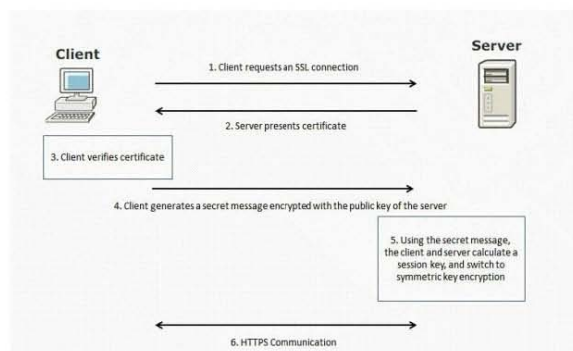 Client
Server
1. Client requests an SSL connection
2. Server presents certificate
3. Client verifies certificate
4. Client generates a secret message encrypted with the public key of the server
5. Using the secret message,
the client and server calculate a
session key, and switch to
symmetric key encryption
6. HTTPS Communication